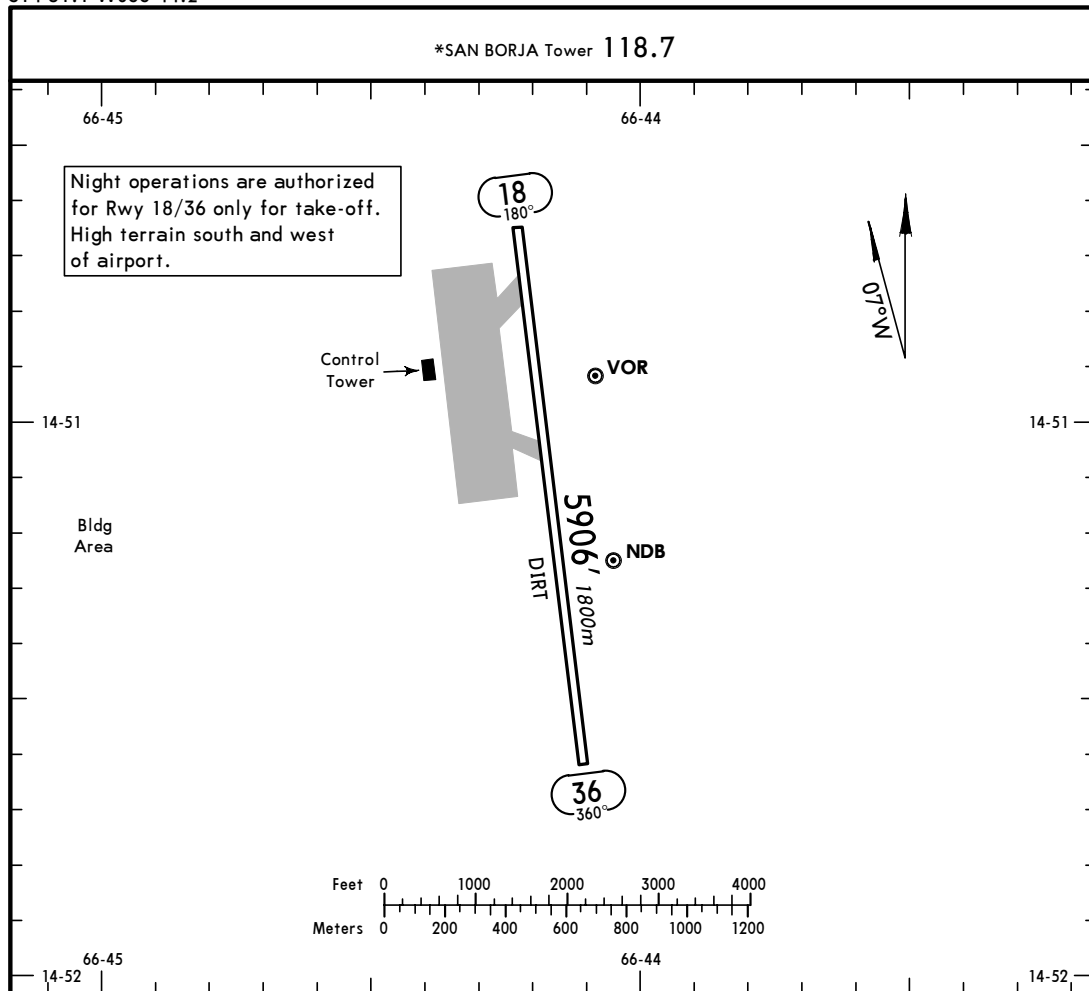 *SAN BORJA Tower 118.7
66-45
66-44
Night operations are authorized
for Rwy 18/36 only for take-off.
High terrain south and west
of airport.
18
180°
07°W
Control
Tower
VOR
14-51
14-51
5906' 1800m
DIRT
Bldg
Area
NDB
36
360°
Feet 0 1000 2000 3000 4000
Meters 0 200 400 600 800 1000 1200
66-45
66-44
14-52
14-52